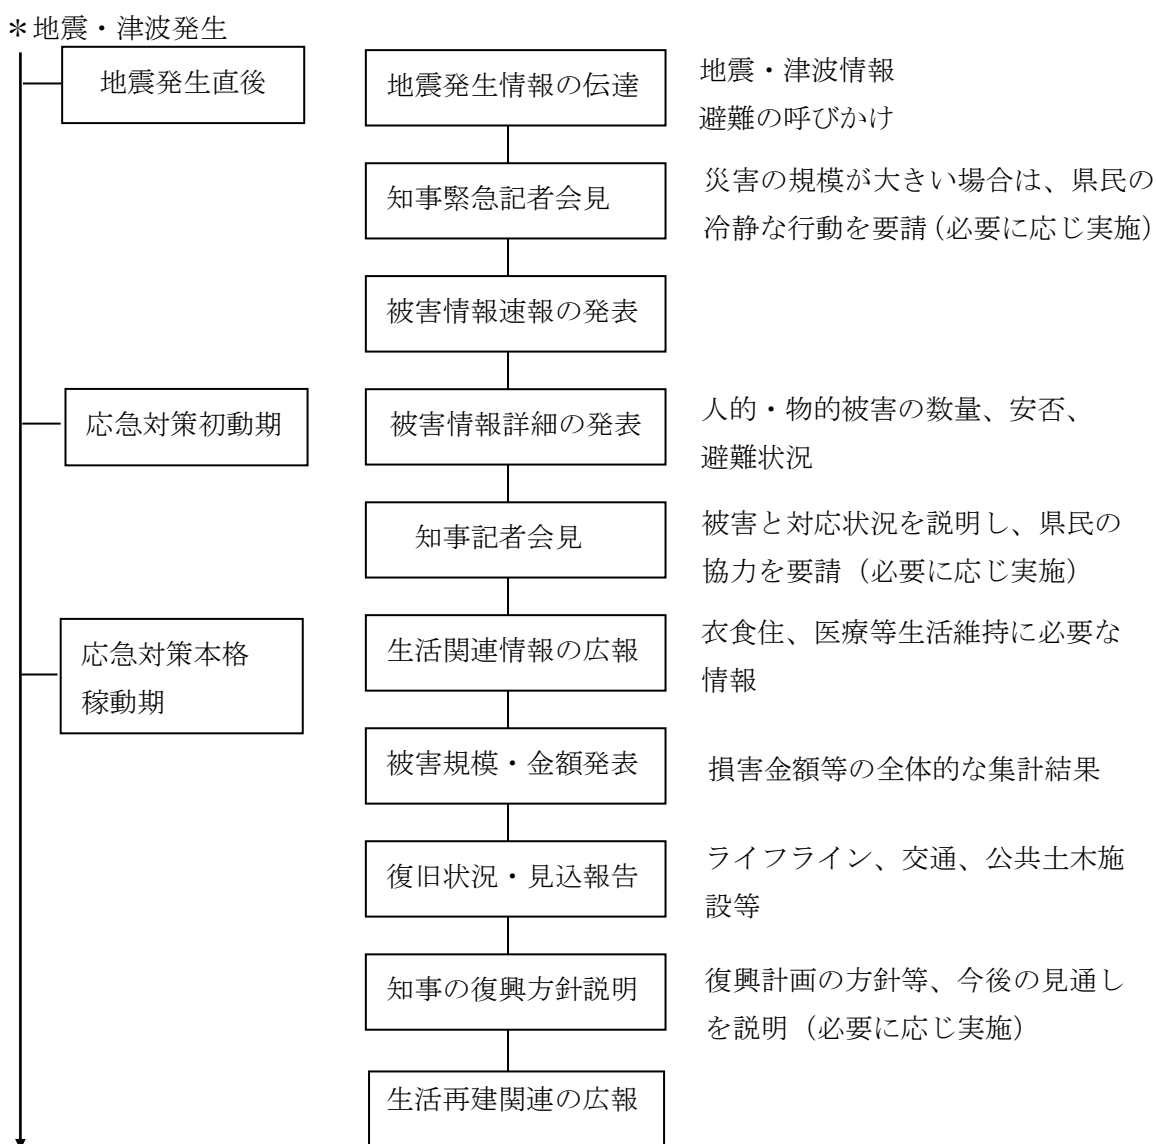 ＊地震・津波発生
地震発生直後
地震発生情報の伝達
地震・津波情報
避難の呼びかけ
知事緊急記者会見
災害の規模が大きい場合は、県民の
冷静な行動を要請（必要に応じ実施）
被害情報速報の発表
応急対策初動期
被害情報詳細の発表
人的・物的被害の数量、安否、
避難状況
知事記者会見
被害と対応状況を説明し、県民の
協力を要請（必要に応じ実施）
応急対策本格
稼動期
生活関連情報の広報
衣食住、医療等生活維持に必要な
情報
被害規模・金額発表
損害金額等の全体的な集計結果
復旧状況・見込報告
ライフライン、交通、公共土木施
設等
知事の復興方針説明
復興計画の方針等、今後の見通し
を説明（必要に応じ実施）
生活再建関連の広報